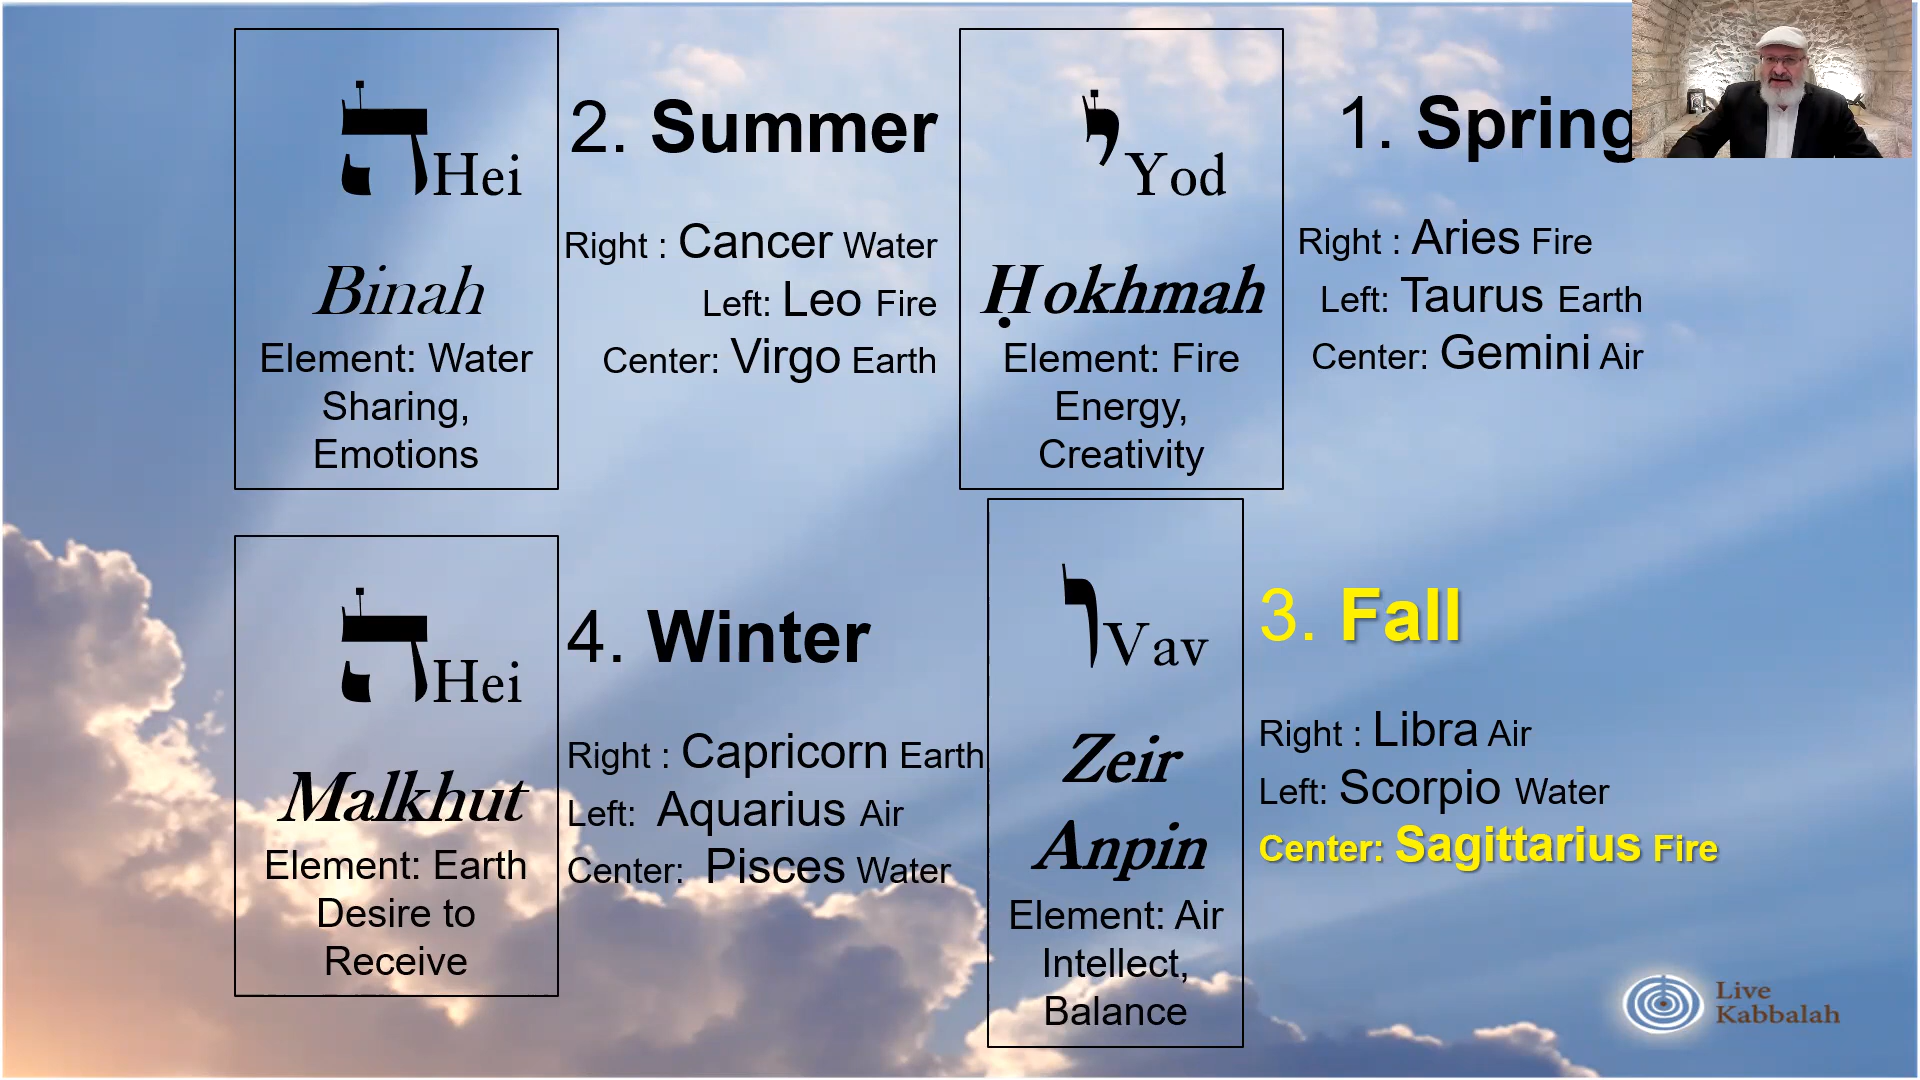 הּ Hei
Binah
Element: Water
Sharing,
Emotions
2. Summer
Right : Cancer Water
Left: Leo Fire
Center: Virgo Earth
י Yod
Ḥokhmah
Element: Fire
Energy,
Creativity
1. Spring
Right : Aries Fire
Left: Taurus Earth
Center: Gemini Air
ה Hei
Malkhut
Element: Earth
Desire to
Receive
4. Winter
Right : Capricorn Earth
Left: Aquarius Air
Center: Pisces Water
ו Vav
Zeir
Anpin
Element: Air
Intellect,
Balance
3. Fall
Right : Libra Air
Left: Scorpio Water
Center: Sagittarius Fire
Live
Kabbalah